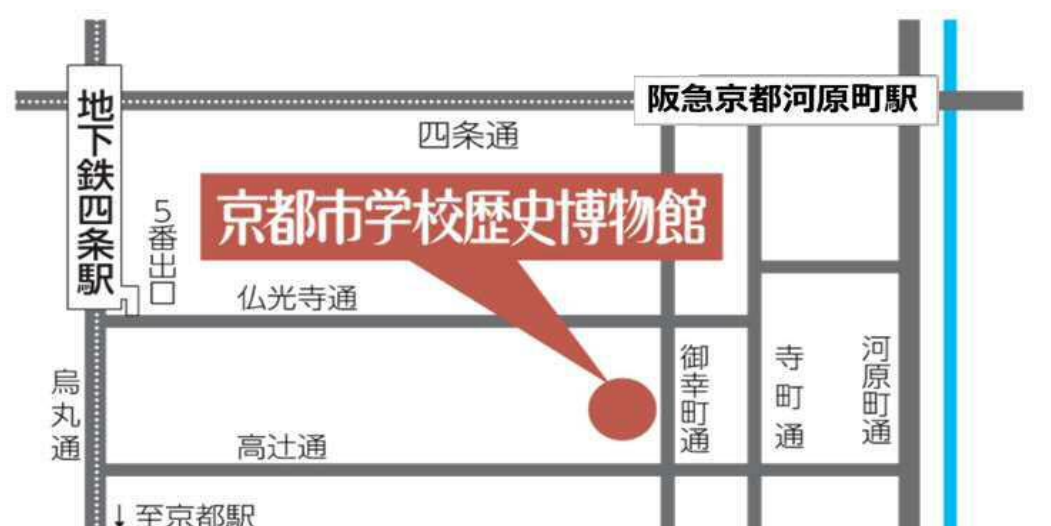 地下鉄四条駅
阪急京都河原町駅
四条通
京都市学校歴史博物館
5番出口
仏光寺通
烏丸通
御幸町通
寺町通
河原町通
高辻通
↓至京都駅